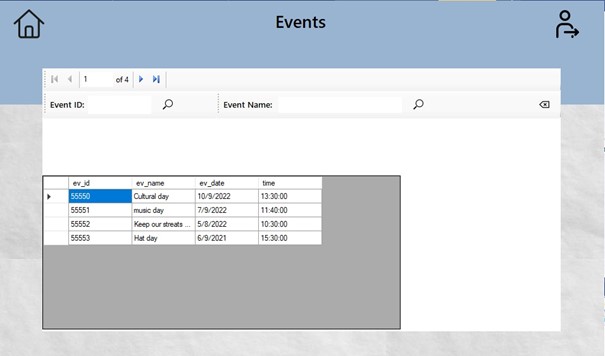 Events
1 of 4
Event ID: Event Name:
ev_id ev_name ev_date time
55550 Cultural day 10/9/2022 13:30:00
55551 music day 7/9/2022 11:40:00
55552 Keep our streats ... 5/8/2022 10:30:00
55553 Hat day 6/9/2021 15:30:00